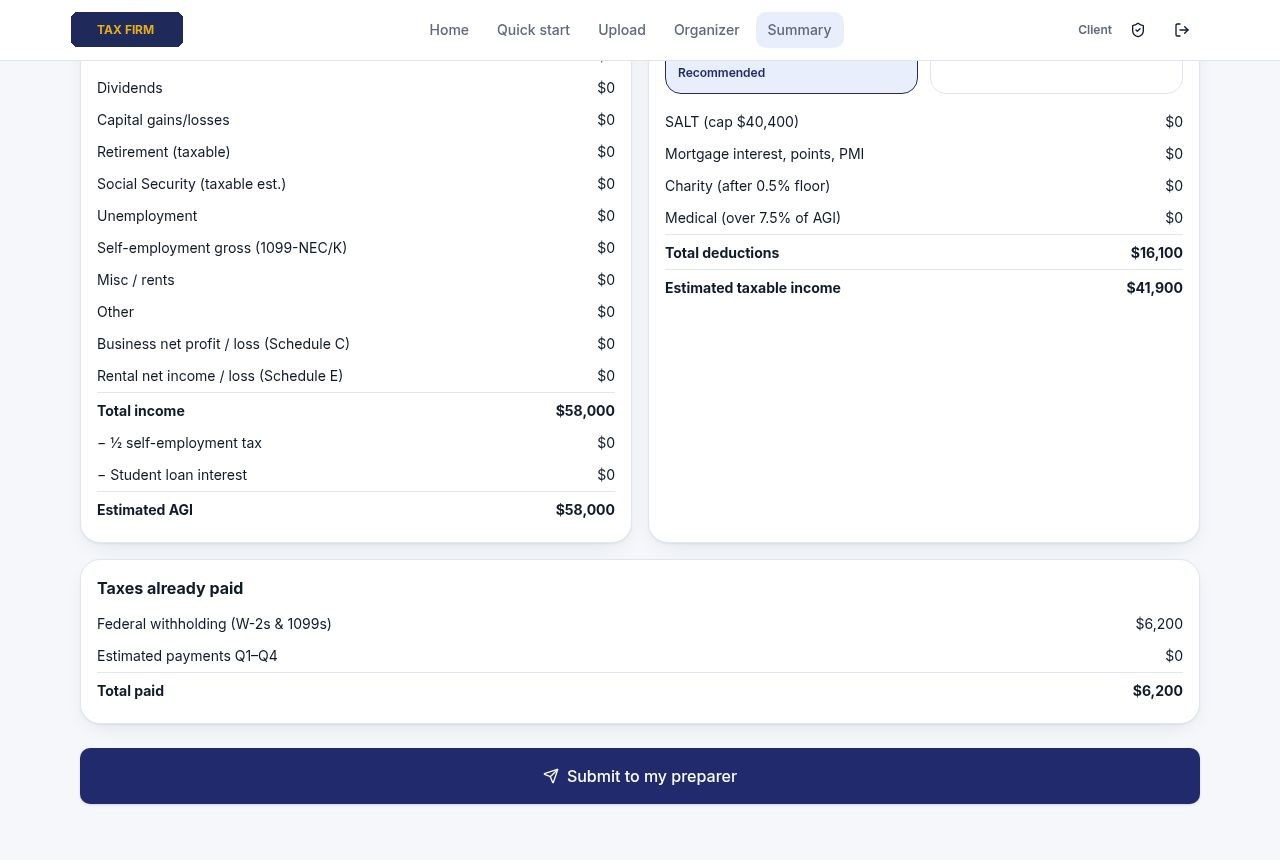 TAX FIRM
Home
Quick start
Upload
Organizer
Summary
Client
Dividends $0
Capital gains/losses $0
Retirement (taxable) $0
Social Security (taxable est.) $0
Unemployment $0
Self-employment gross (1099-NEC/K) $0
Misc / rents $0
Other $0
Business net profit / loss (Schedule C) $0
Rental net income / loss (Schedule E) $0
Total income $58,000
− ½ self-employment tax $0
− Student loan interest $0
Estimated AGI $58,000
Recommended
SALT (cap $40,400) $0
Mortgage interest, points, PMI $0
Charity (after 0.5% floor) $0
Medical (over 7.5% of AGI) $0
Total deductions $16,100
Estimated taxable income $41,900
Taxes already paid
Federal withholding (W-2s & 1099s) $6,200
Estimated payments Q1–Q4 $0
Total paid $6,200
Submit to my preparer